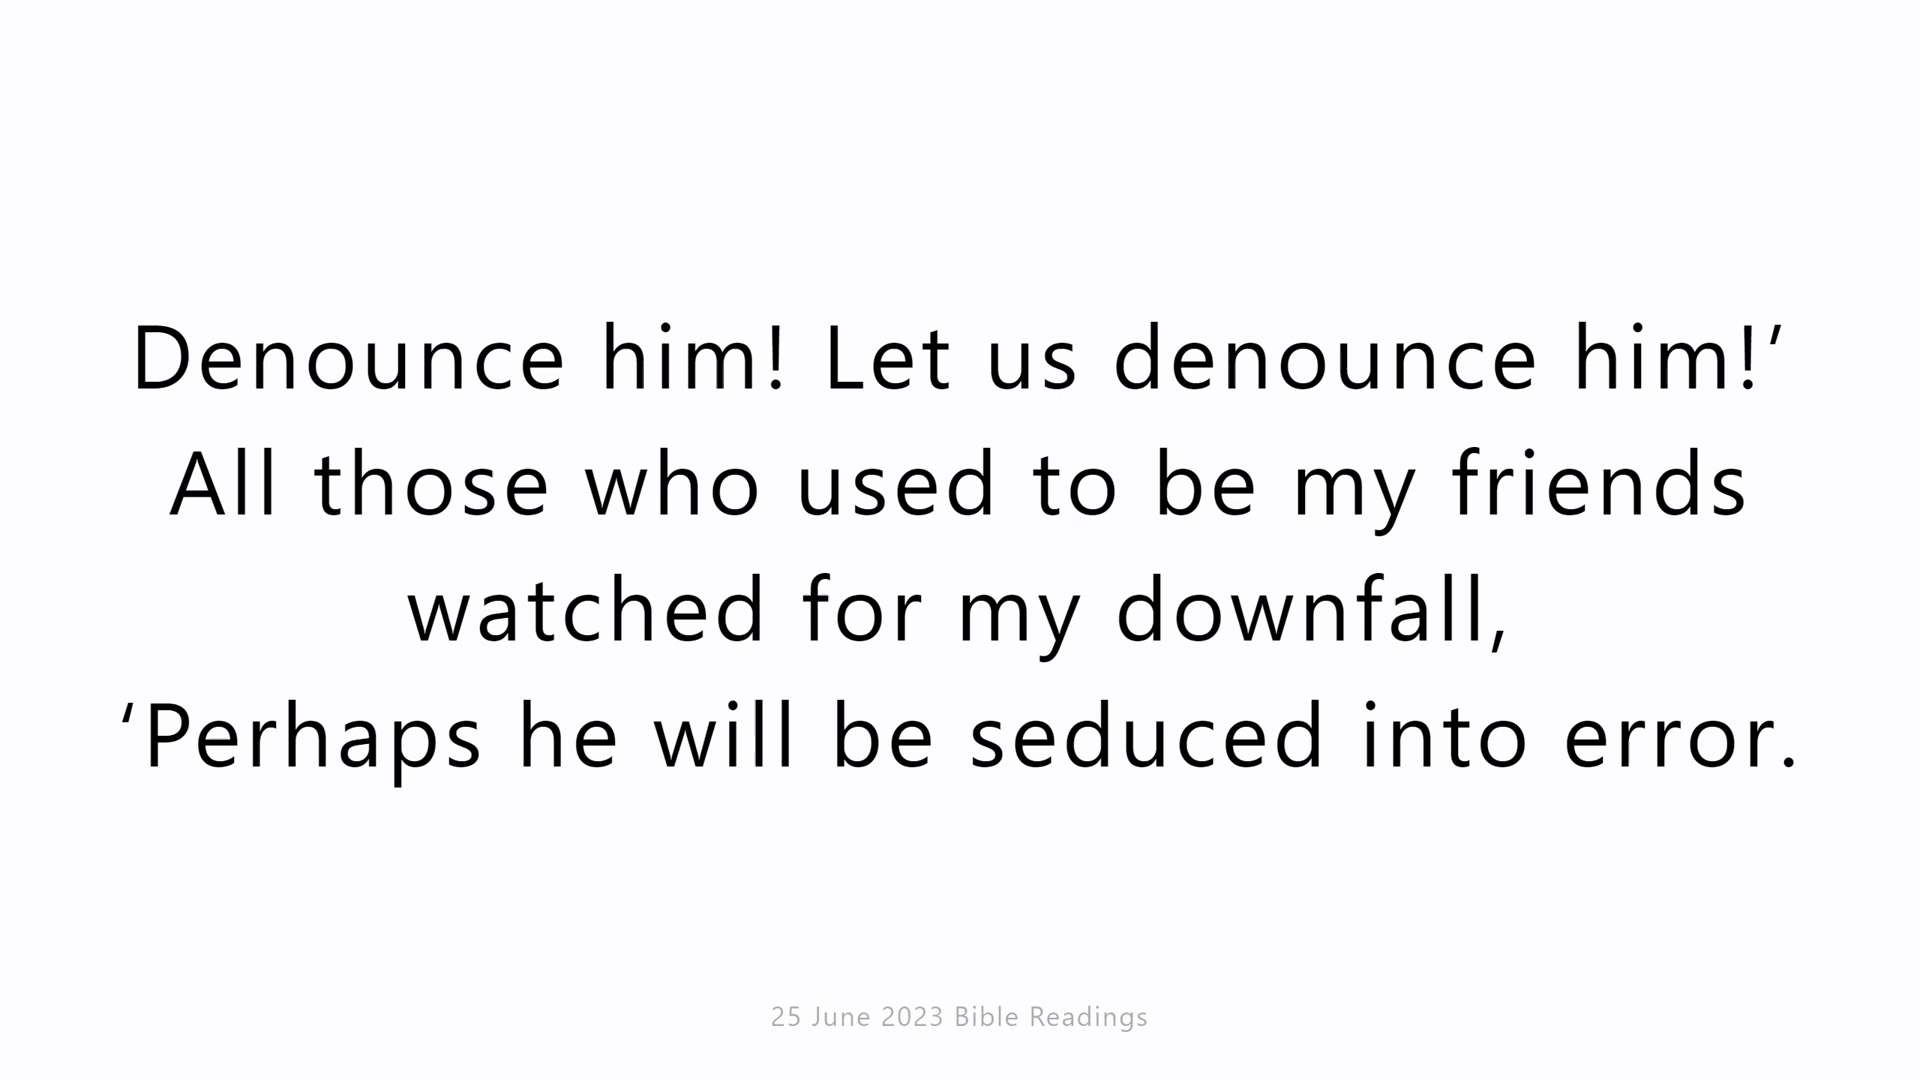 Denounce him! Let us denounce him!’
All those who used to be my friends
watched for my downfall,
‘Perhaps he will be seduced into error.
25 June 2023 Bible Readings